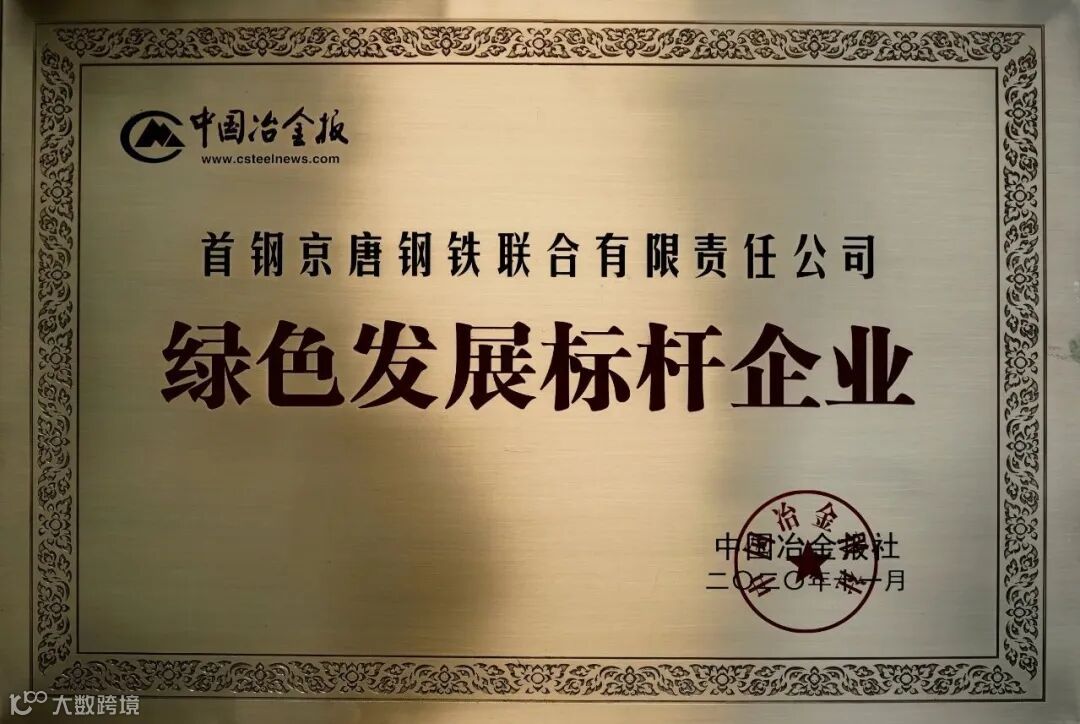 中国冶金报
www.csteelnews.com
首钢京唐钢铁联合有限责任公司
绿色发展标杆企业
中国冶金报社
二〇二〇年十一月
大数跨境